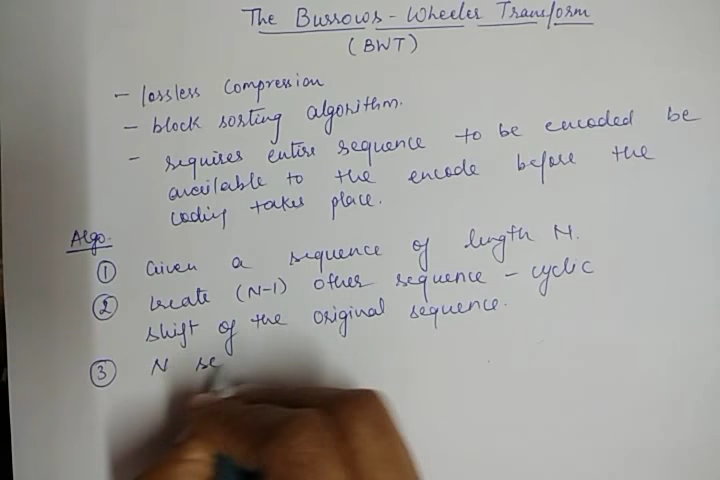 The Burrows-Wheeler Transform
(BWT)
- lossless compression
- block sorting algorithm.
- requires entire sequence to be encoded be
available to the encode before the
coding takes place.
Algo.
① Given a sequence of length N.
② create (N-1) other sequence - cyclic
shift of the original sequence.
③ N se